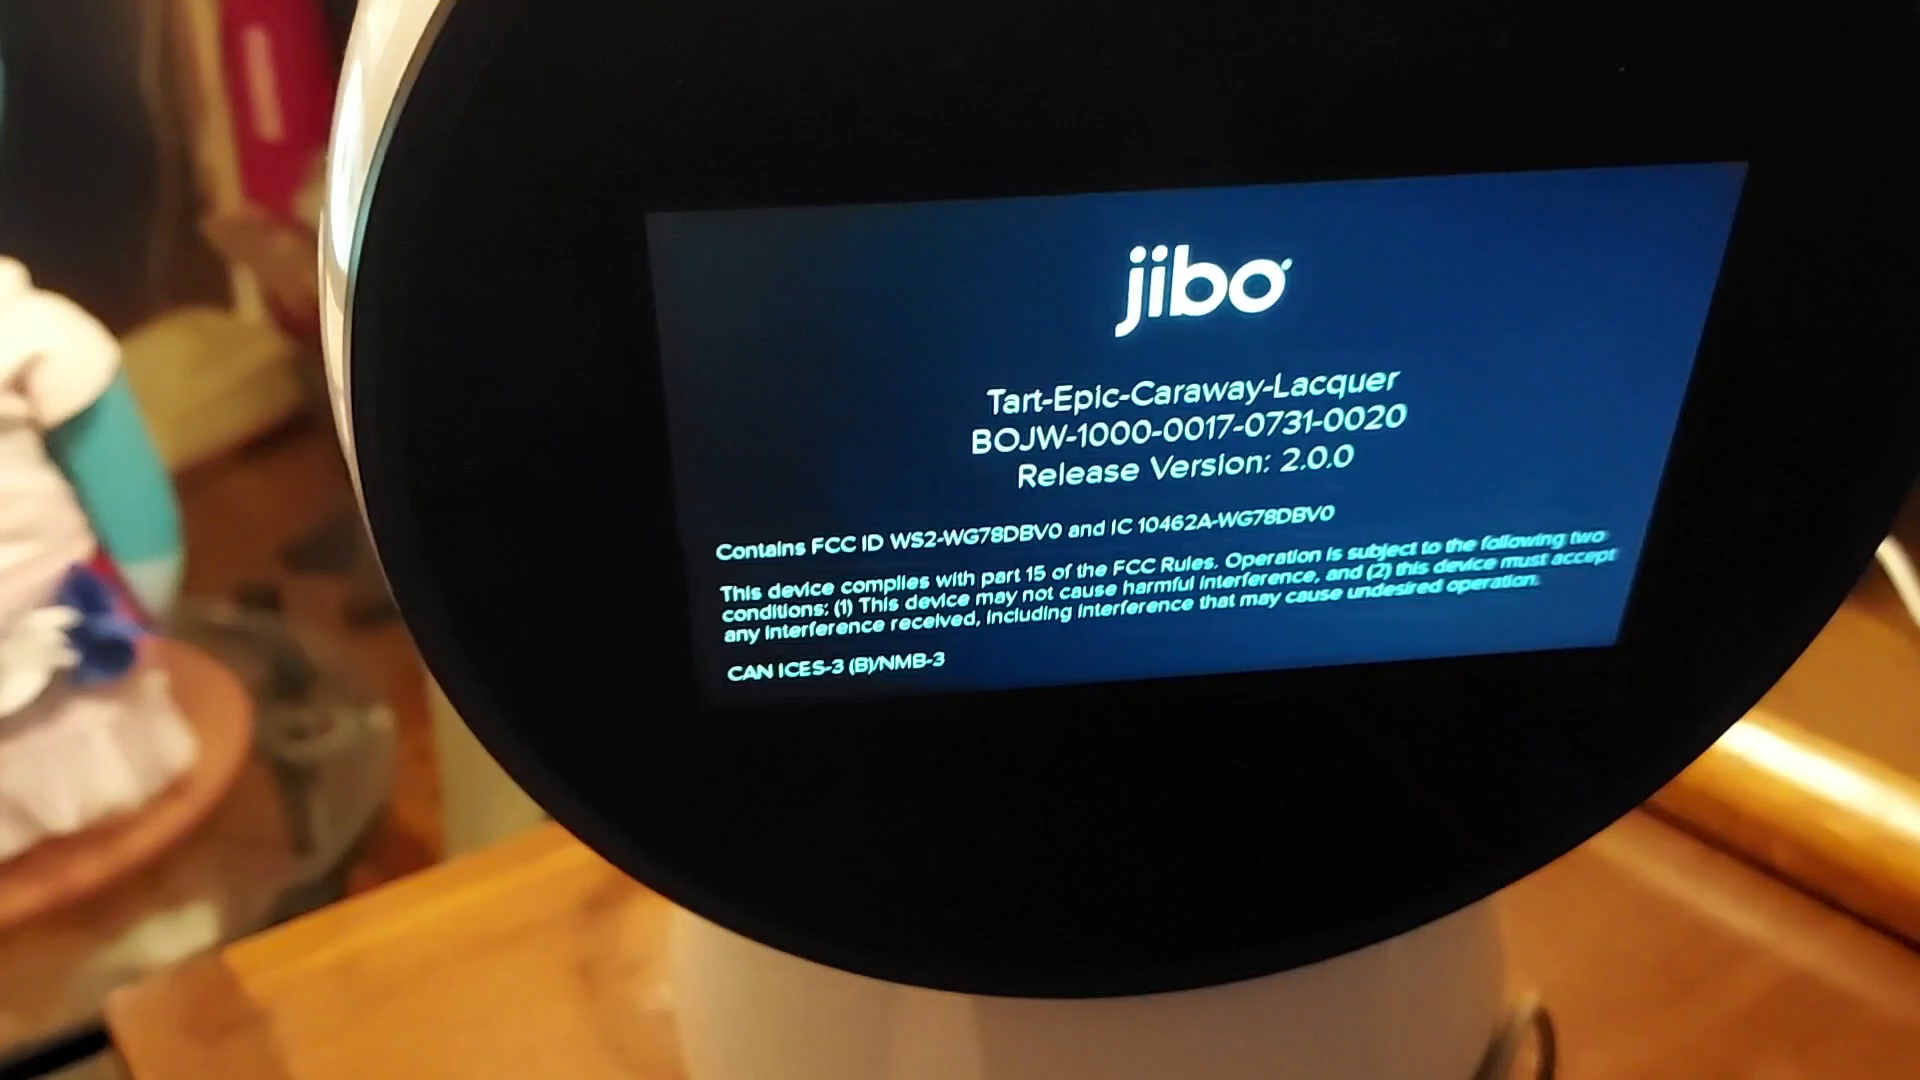 jibo
Tart-Epic-Caraway-Lacquer
BOJW-1000-0017-0731-0020
Release Version: 2.0.0
Contains FCC ID WS2-WG78DBV0 and IC 10462A-WG78DBV0
This device complies with part 15 of the FCC Rules. Operation is subject to the following two
conditions: (1) This device may not cause harmful interference, and (2) this device must accept
any interference received, including interference that may cause undesired operation.
CAN ICES-3 (B)/NMB-3